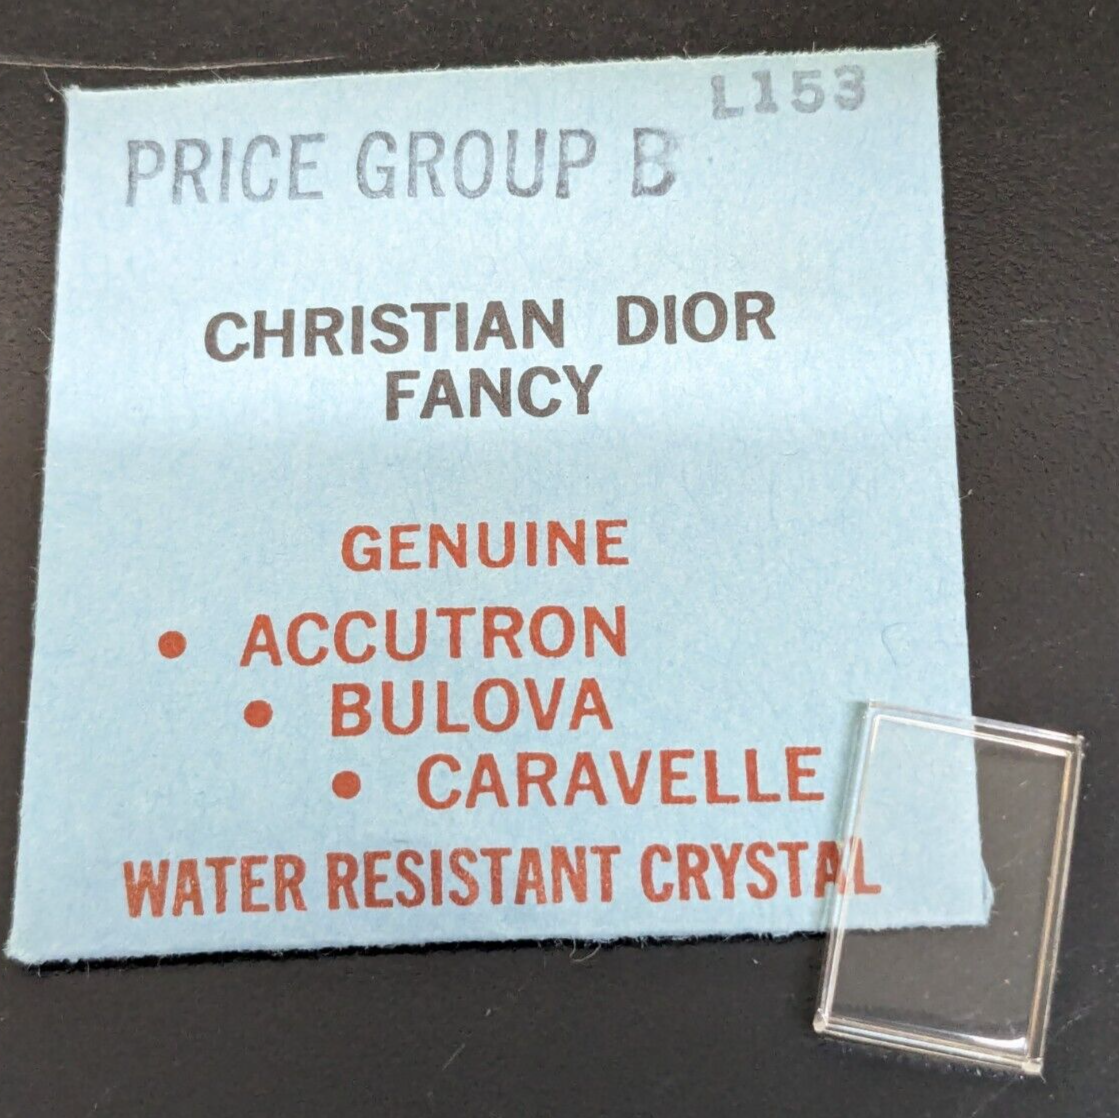 L153
PRICE GROUP B
CHRISTIAN DIOR
FANCY
GENUINE
• ACCUTRON
• BULOVA
• CARAVELLE
WATER RESISTANT CRYSTAL